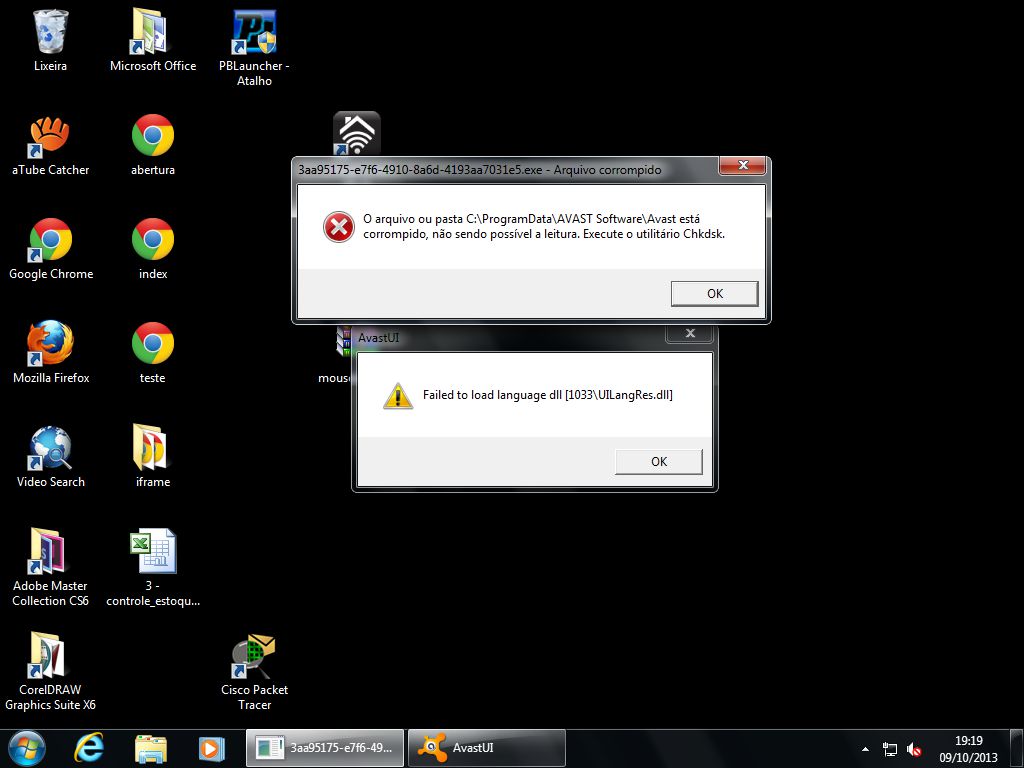 Lixeira
Microsoft Office
PBLauncher -
Atalho
aTube Catcher
abertura
3aa95175-e7f6-4910-8a6d-4193aa7031e5.exe - Arquivo corrompido
O arquivo ou pasta C:\ProgramData\AVAST Software\Avast está
corrompido, não sendo possível a leitura. Execute o utilitário Chkdsk.
OK
Google Chrome
index
AvastUI
Failed to load language dll [1033\UILangRes.dll]
OK
Mozilla Firefox
teste
mouse
Video Search
iframe
Adobe Master
Collection CS6
3 -
controle_estoqu...
CorelDRAW
Graphics Suite X6
Cisco Packet
Tracer
3aa95175-e7f6-49...
AvastUI
19:19
09/10/2013